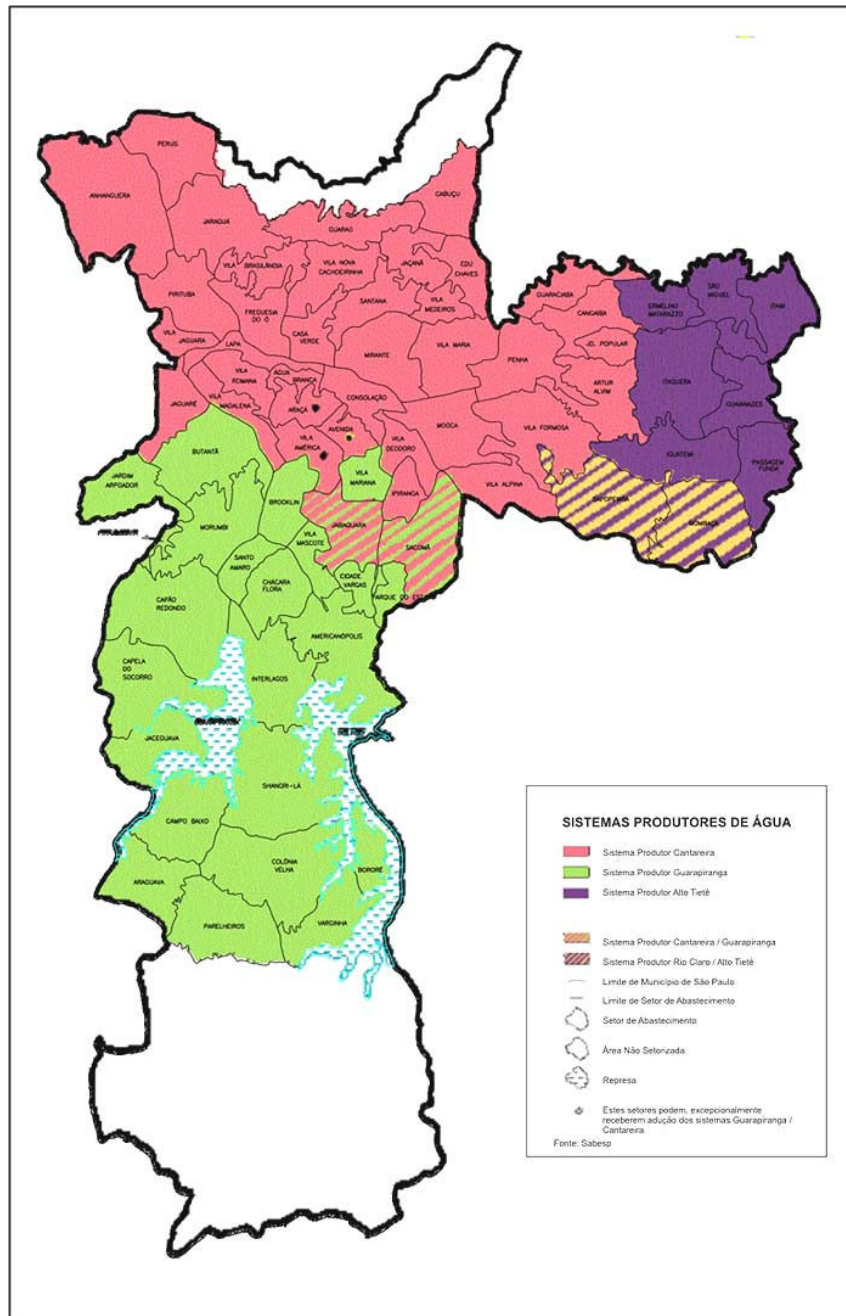 PERUS
ANHANGUERA
CABUÇU
JARAGUÁ
GUARAO
VILA BRASILÂNDIA
VILA NOVA
CACHOEIRINHA
JAÇANÃ
EDU
CHAVES
PIRITUBA
SANTANA
VILA
MEDEIROS
FREGUESIA
DO Ó
CASA
VERDE
VILA
JAGUARA
LAPA
MIRANTE
VILA MARIA
PENHA
GUARACIABA
CANGAIBA
JD. POPULAR
ARTUR
ALVIM
ERMELINO
MATARAZZO
SÃO
MIGUEL
ITAIM
ITAQUERA
GUAIANAZES
IGUATEMI
PASSAGEM
FUNDA
VILA
ROMANA
AGUA
BRANCA
CONSOLAÇÃO
JAGUARÉ
VILA
MADALENA
ARAÇÁ
AVENIDA
VILA
AMÉRICA
VILA
DEODORO
MOOCA
VILA FORMOSA
VILA ALPINA
IPIRANGA
BUTANTÃ
JARDIM
ARPOADOR
VILA
MARIANA
BROOKLIN
MORUMBI
VILA
MASCOTE
JABAQUARA
SACOMÃ
SAPOPEMBA
SANTO
AMARO
CHÁCARA
FLORA
CIDADE
VARGAS
PARQUE DO
CAPÃO
REDONDO
AMERICANÓPOLIS
CAPELA
DO
SOCORRO
INTERLAGOS
JACEGUAVA
SHANGRI-LÁ
CAMPO BAIXO
COLÔNIA
VELHA
BORORÉ
ARAGUAVA
PARELHEIROS
VARGINHA
SISTEMAS PRODUTORES DE ÁGUA
Sistema Produtor Cantareira
Sistema Produtor Guarapiranga
Sistema Produtor Alto Tietê
Sistema Produtor Cantareira / Guarapiranga
Sistema Produtor Rio Claro / Alto Tietê
Limite de Município de São Paulo
Limite de Setor de Abastecimento
Setor de Abastecimento
Área Não Setorizada
Represa
Estes setores podem, excepcionalmente
receberem adução dos sistemas Guarapiranga /
Cantareira
Fonte: Sabesp